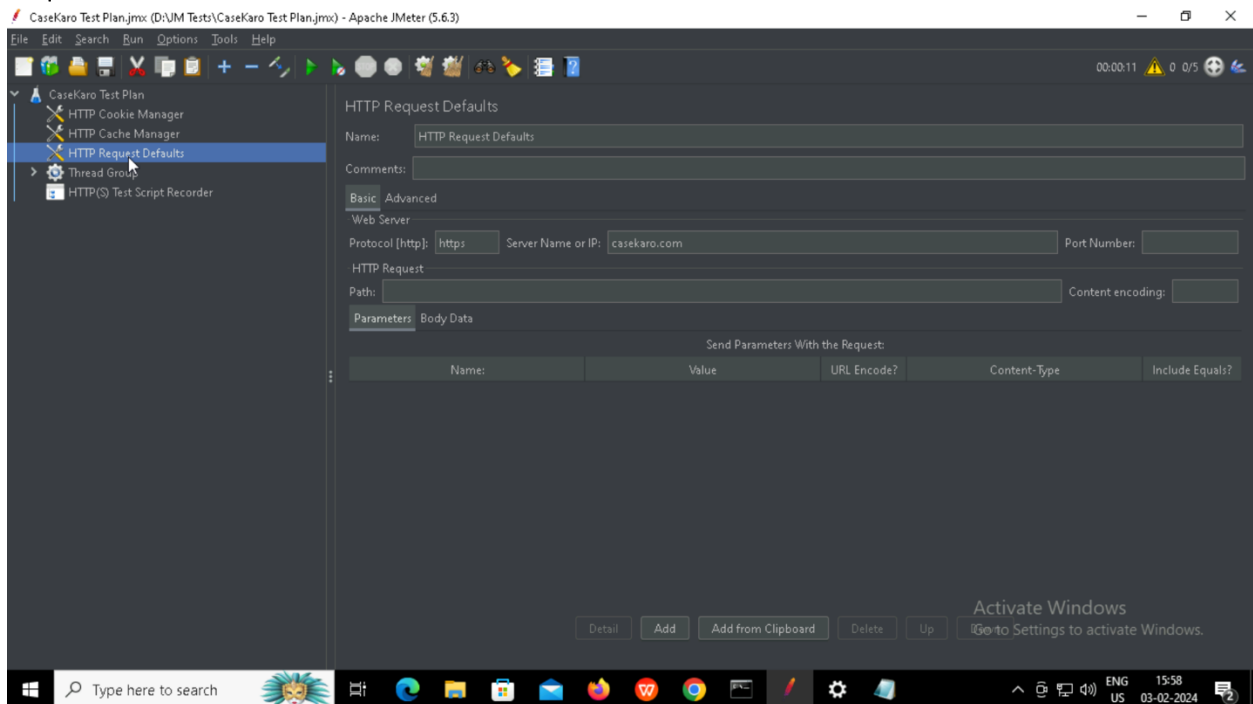 CaseKaro Test Plan.jmx (D:\JM Tests\CaseKaro Test Plan.jmx) - Apache JMeter (5.6.3)
File Edit Search Run Options Tools Help
00:00:11 0 0/5
CaseKaro Test Plan
HTTP Cookie Manager
HTTP Cache Manager
HTTP Request Defaults
Thread Group
HTTP(S) Test Script Recorder
HTTP Request Defaults
Name: HTTP Request Defaults
Comments:
Basic Advanced
Web Server
Protocol [http]: https Server Name or IP: casekaro.com Port Number:
HTTP Request
Path: Content encoding:
Parameters Body Data
Send Parameters With the Request:
Name: Value URL Encode? Content-Type Include Equals?
Detail Add Add from Clipboard Delete Up
Activate Windows
Go to Settings to activate Windows.
Type here to search
ENG
US
15:58
03-02-2024
2